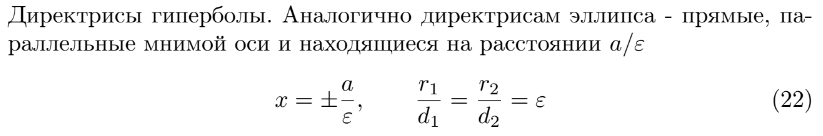 Директрисы гиперболы. Аналогично директрисам эллипса - прямые, па-
раллельные мнимой оси и находящиеся на расстоянии a/ε
x = ±a/ε, r₁/d₁ = r₂/d₂ = ε (22)